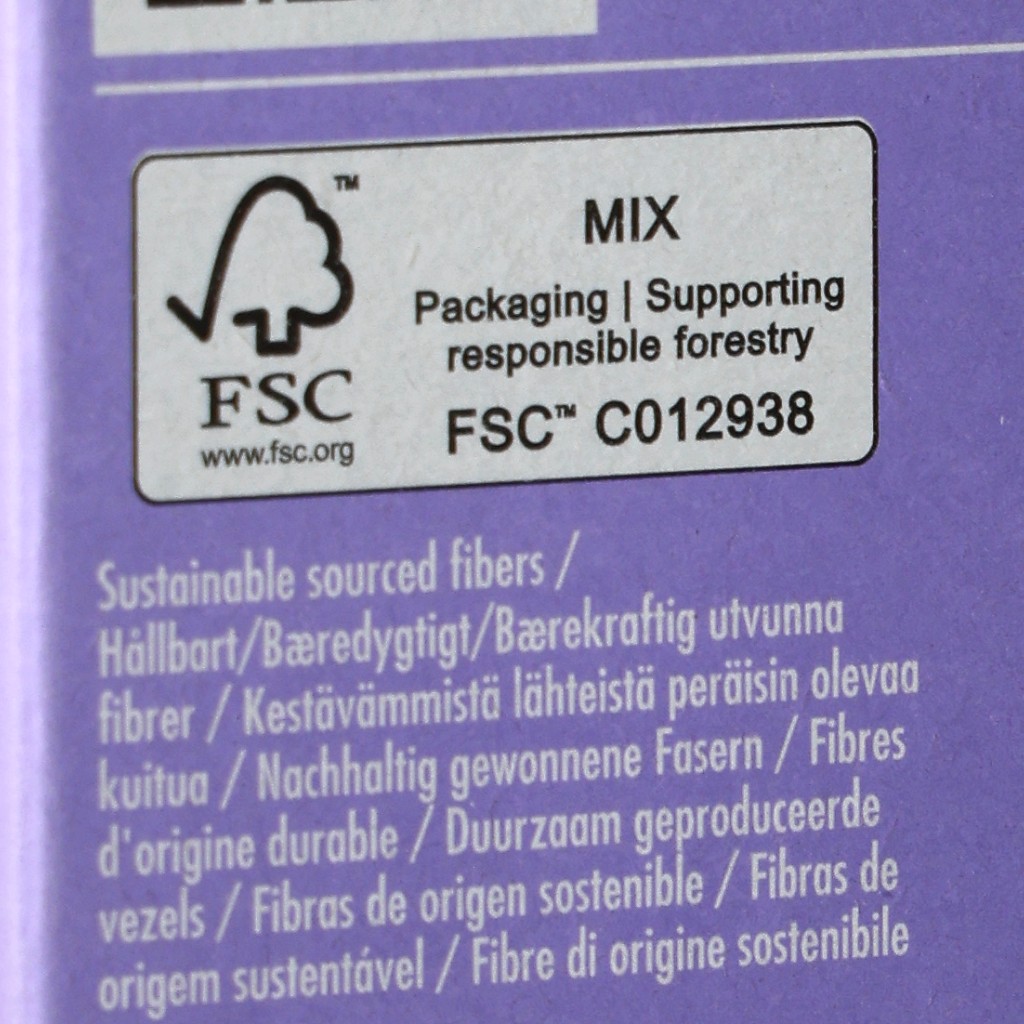 ™
MIX
Packaging | Supporting
responsible forestry
FSC
www.fsc.org
FSC™ C012938
Sustainable sourced fibers /
Hållbart/Bæredygtigt/Bærekraftig utvunna
fibrer / Kestävämmistä lähteistä peräisin olevaa
kuitua / Nachhaltig gewonnene Fasern / Fibres
d'origine durable / Duurzaam geproduceerde
vezels / Fibras de origen sostenible / Fibras de
origem sustentável / Fibre di origine sostenibile